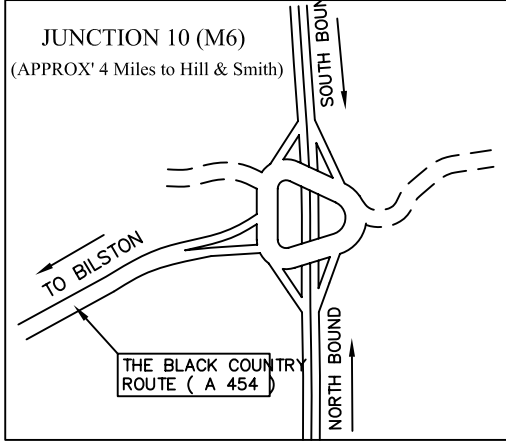 JUNCTION 10 (M6)
(APPROX' 4 Miles to Hill & Smith)
SOUTH BOUN
TO BILSTON
THE BLACK COUNTRY
ROUTE ( A 454 )
NORTH BOUND